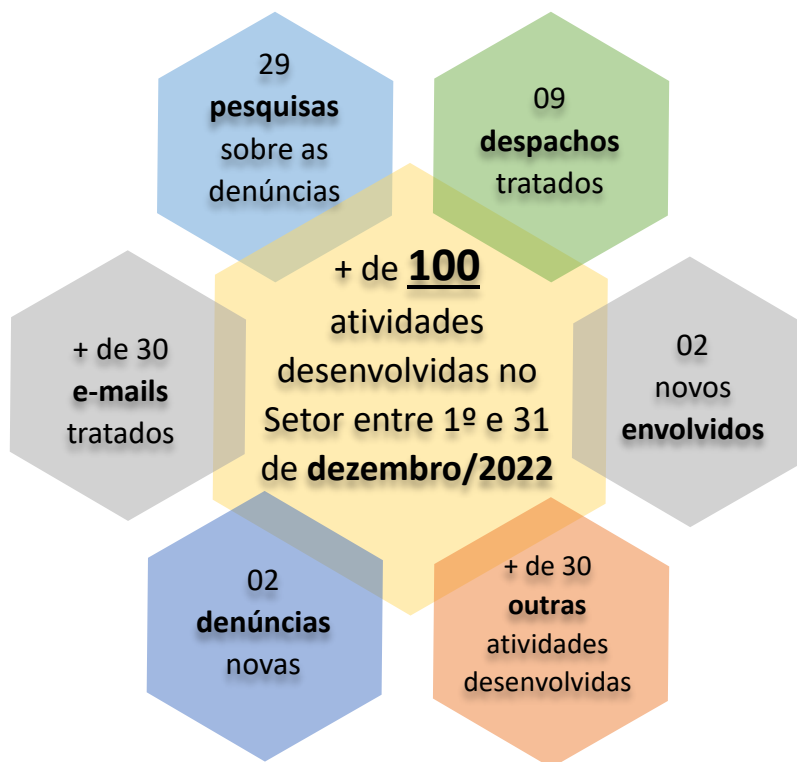 29
pesquisas
sobre as
denúncias
09
despachos
tratados
+ de 100
atividades
desenvolvidas no
Setor entre 1º e 31
de dezembro/2022
+ de 30
e-mails
tratados
02
novos
envolvidos
02
denúncias
novas
+ de 30
outras
atividades
desenvolvidas